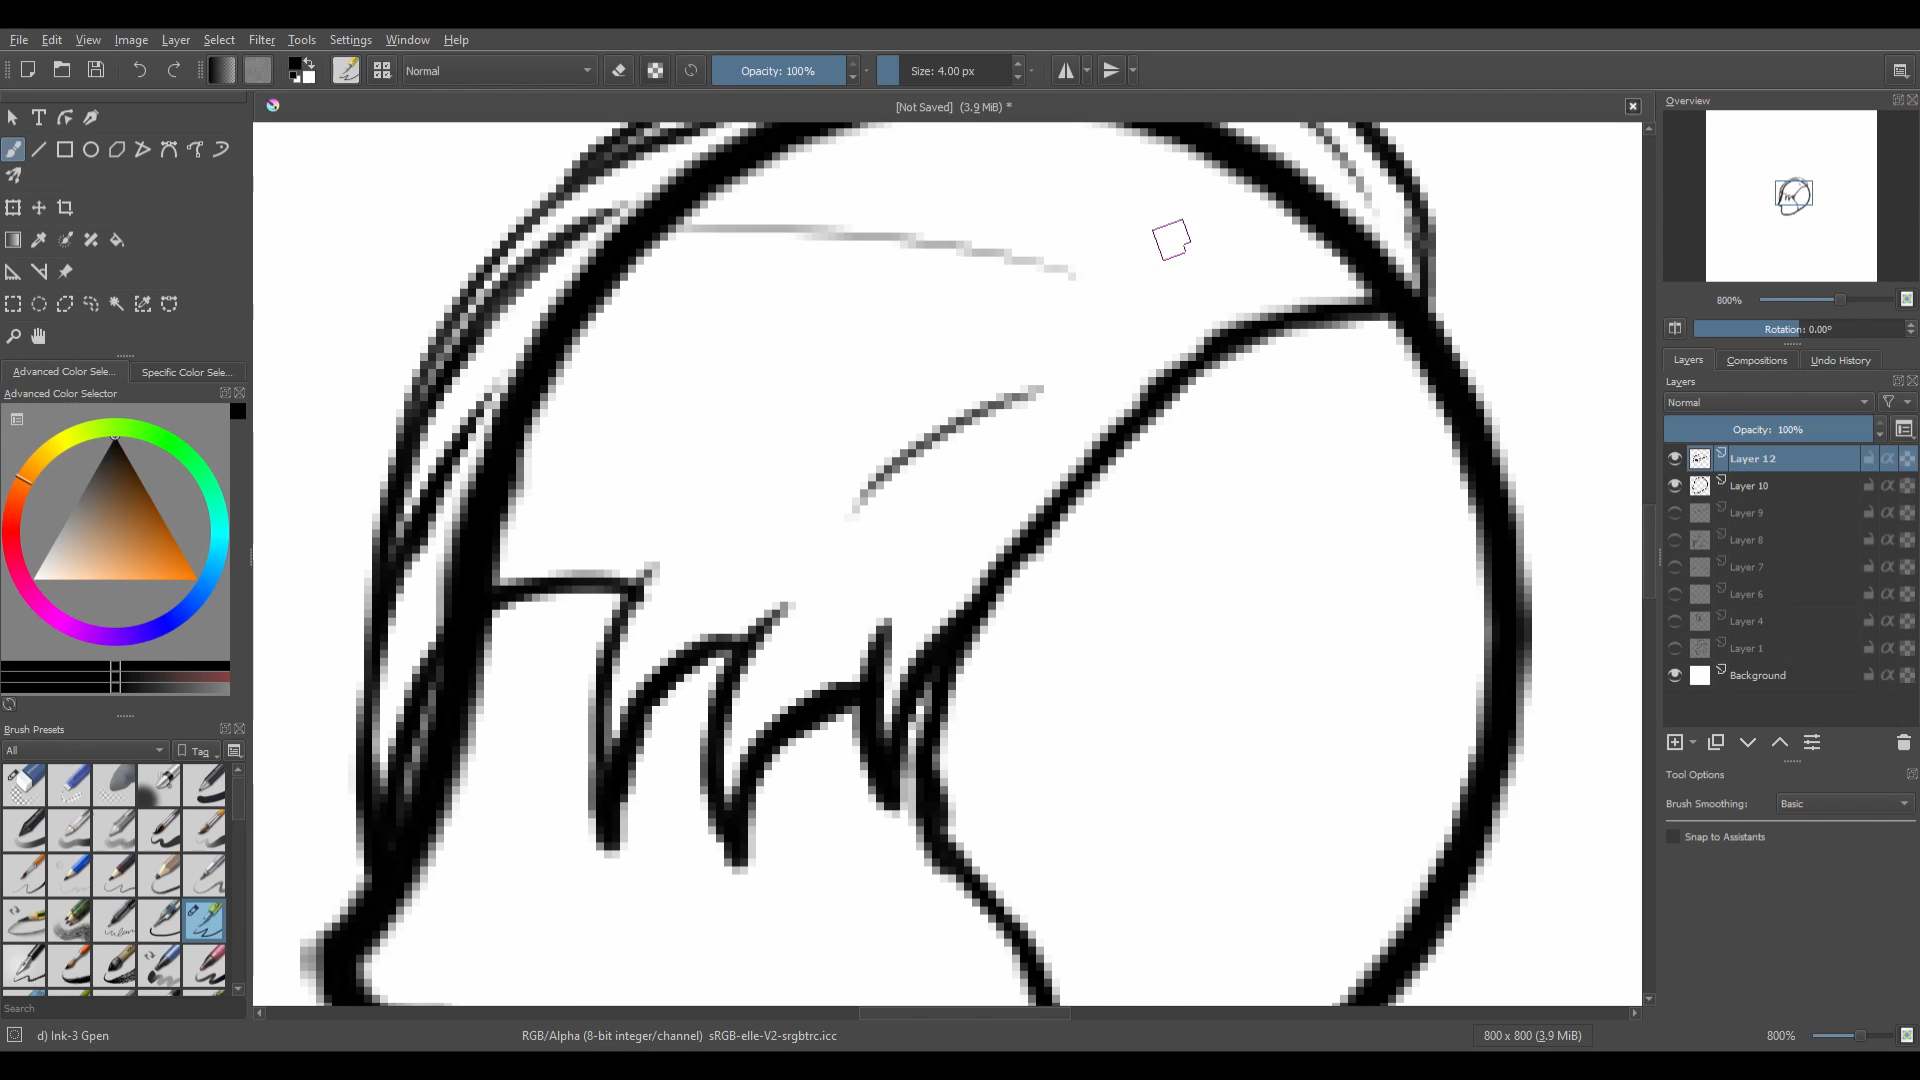 File Edit View Image Layer Select Filter Tools Settings Window Help
Normal
Opacity: 100%
Size: 4.00 px
[Not Saved] (3.9 MiB) *
Overview
800%
Rotation: 0.00°
Layers Compositions Undo History
Layers
Normal
Opacity: 100%
Layer 12
Layer 10
Layer 9
Layer 8
Layer 7
Layer 6
Layer 4
Layer 1
Background
Tool Options
Brush Smoothing: Basic
Snap to Assistants
Advanced Color Sele... Specific Color Sele...
Advanced Color Selector
Brush Presets
All Tag
Search
d) Ink-3 Gpen
RGB/Alpha (8-bit integer/channel) sRGB-elle-V2-srgbtrc.icc
800 x 800 (3.9 MiB)
800%